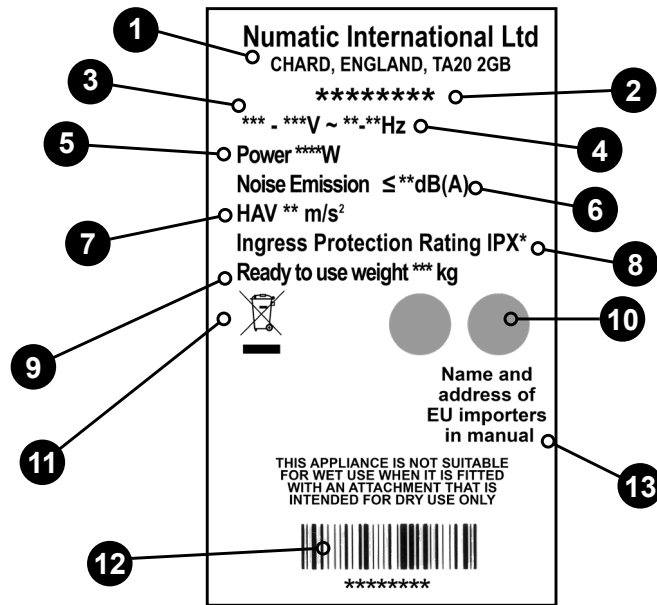 1
Numatic International Ltd
CHARD, ENGLAND, TA20 2GB
2
3
********
*** - ***V ~ **-**Hz
4
5
Power ****W
Noise Emission ≤ **dB(A)
6
7
HAV ** m/s²
Ingress Protection Rating IPX*
8
9
Ready to use weight *** kg
10
11
Name and
address of
EU importers
in manual
13
THIS APPLIANCE IS NOT SUITABLE
FOR WET USE WHEN IT IS FITTED
WITH AN ATTACHMENT THAT IS
INTENDED FOR DRY USE ONLY
12
********